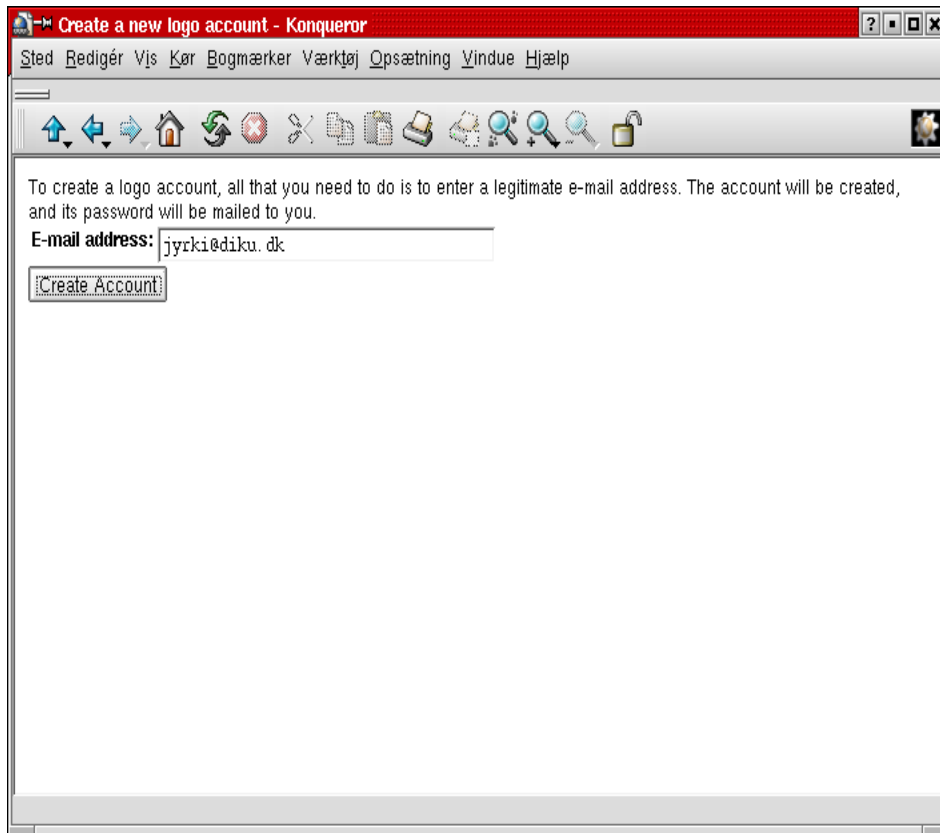 Create a new logo account - Konqueror
Sted Redigér Vis Kør Bogmærker Værktøj Opsætning Vindue Hjælp
To create a logo account, all that you need to do is to enter a legitimate e-mail address. The account will be created,
and its password will be mailed to you.
E-mail address: jyrki@diku.dk
Create Account